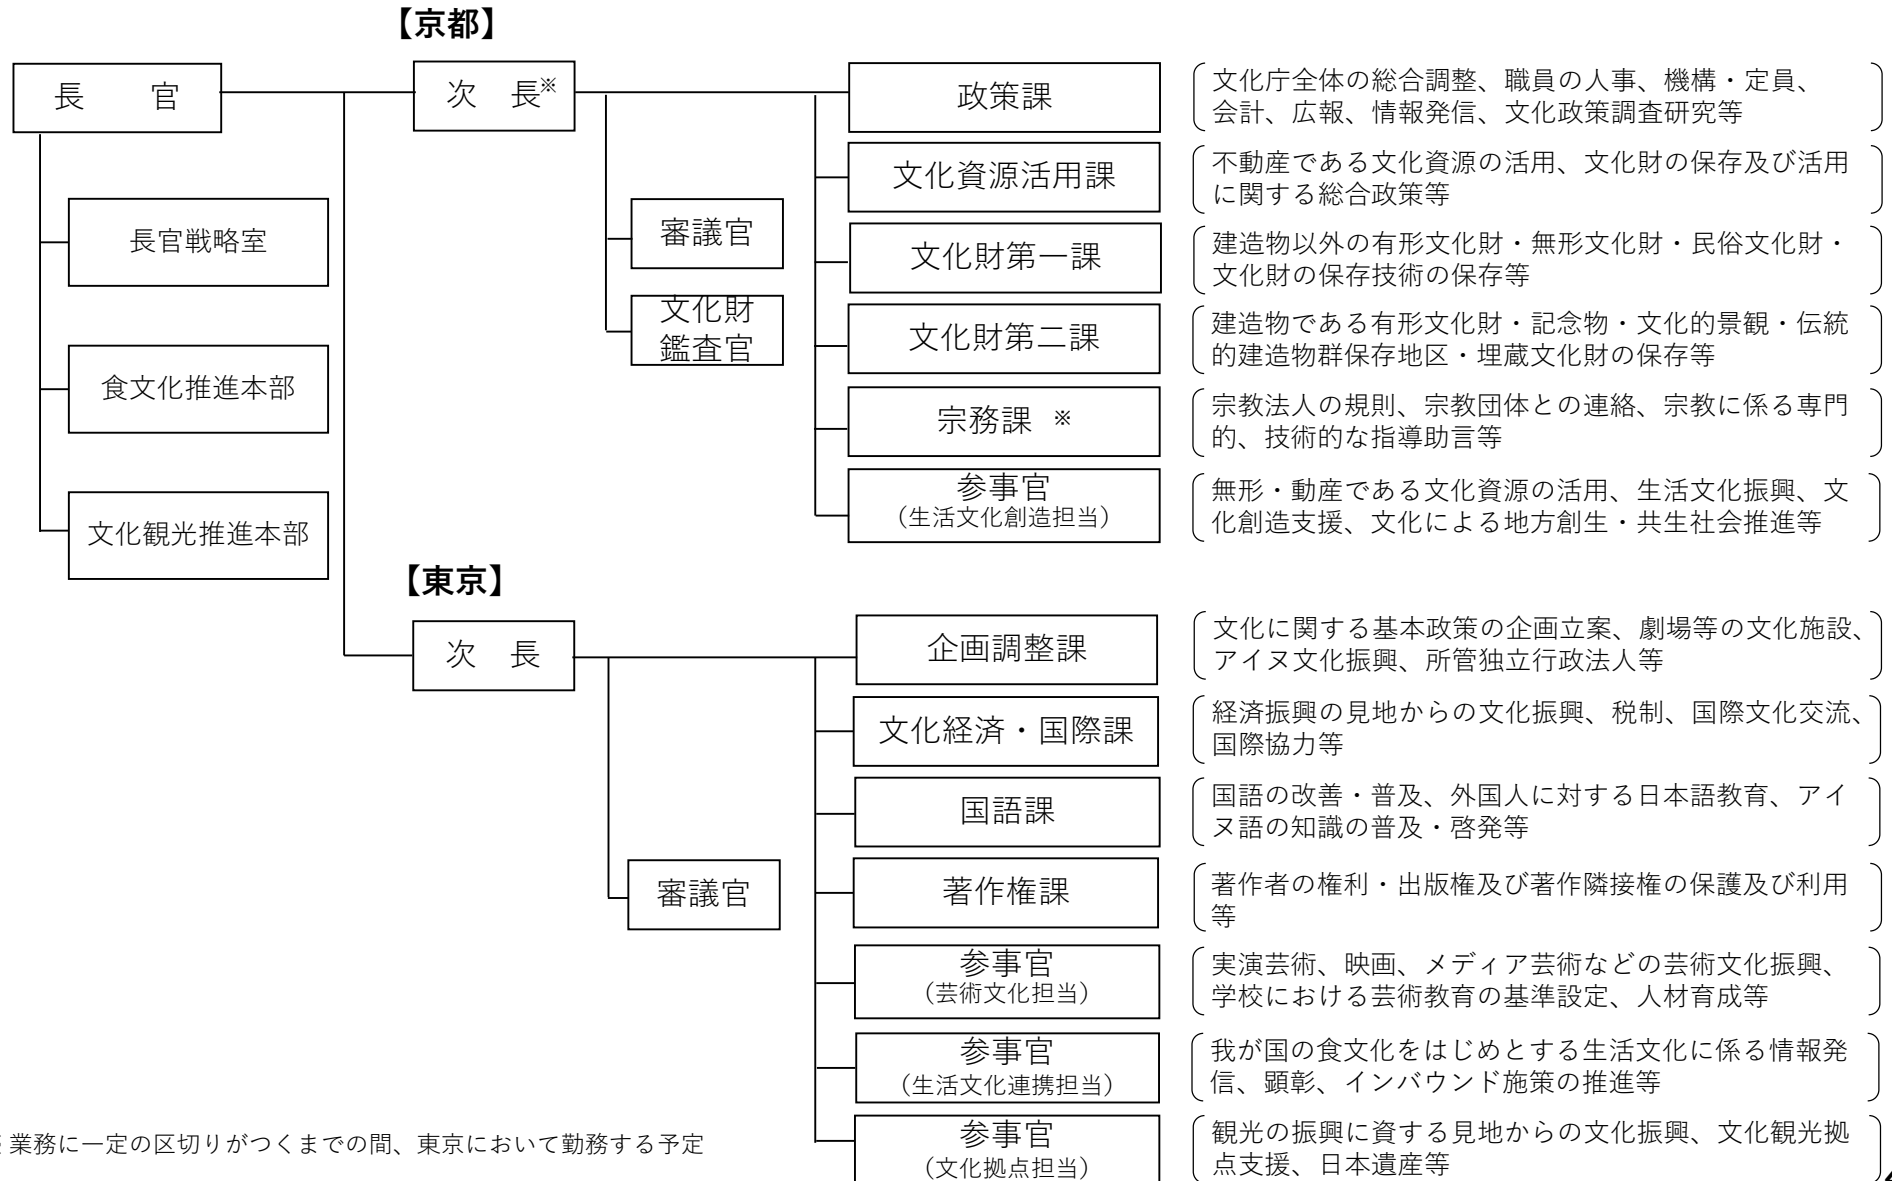 【京都】
長　官
長官戦略室
食文化推進本部
文化観光推進本部
次　長※
審議官
文化財
鑑査官
政策課
文化庁全体の総合調整、職員の人事、機構・定員、
会計、広報、情報発信、文化政策調査研究等
文化資源活用課
不動産である文化資源の活用、文化財の保存及び活用
に関する総合政策等
文化財第一課
建造物以外の有形文化財・無形文化財・民俗文化財・
文化財の保存技術の保存等
文化財第二課
建造物である有形文化財・記念物・文化的景観・伝統
的建造物群保存地区・埋蔵文化財の保存等
宗務課 ※
宗教法人の規則、宗教団体との連絡、宗教に係る専門
的、技術的な指導助言等
参事官
（生活文化創造担当）
無形・動産である文化資源の活用、生活文化振興、文
化創造支援、文化による地方創生・共生社会推進等
【東京】
次　長
審議官
企画調整課
文化に関する基本政策の企画立案、劇場等の文化施設、
アイヌ文化振興、所管独立行政法人等
文化経済・国際課
経済振興の見地からの文化振興、税制、国際文化交流、
国際協力等
国語課
国語の改善・普及、外国人に対する日本語教育、アイ
ヌ語の知識の普及・啓発等
著作権課
著作者の権利・出版権及び著作隣接権の保護及び利用
等
参事官
（芸術文化担当）
実演芸術、映画、メディア芸術などの芸術文化振興、
学校における芸術教育の基準設定、人材育成等
参事官
（生活文化連携担当）
我が国の食文化をはじめとする生活文化に係る情報発
信、顕彰、インバウンド施策の推進等
参事官
（文化拠点担当）
観光の振興に資する見地からの文化振興、文化観光拠
点支援、日本遺産等
業務に一定の区切りがつくまでの間、東京において勤務する予定